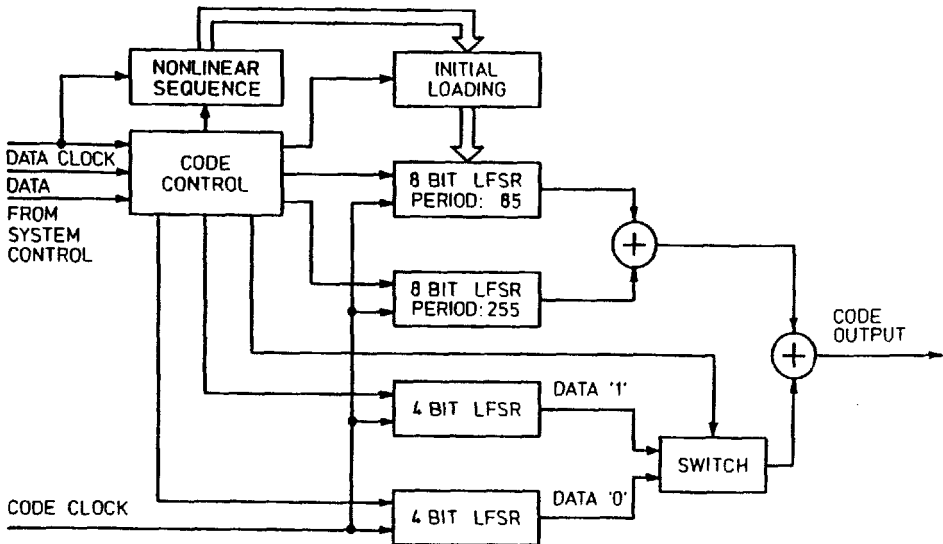 NONLINEAR
SEQUENCE
INITIAL
LOADING
DATA CLOCK
DATA
FROM
SYSTEM
CONTROL
CODE
CONTROL
8 BIT LFSR
PERIOD: 85
+
8 BIT LFSR
PERIOD: 255
CODE
OUTPUT
+
DATA '1'
4 BIT LFSR
SWITCH
DATA '0'
4 BIT LFSR
CODE CLOCK